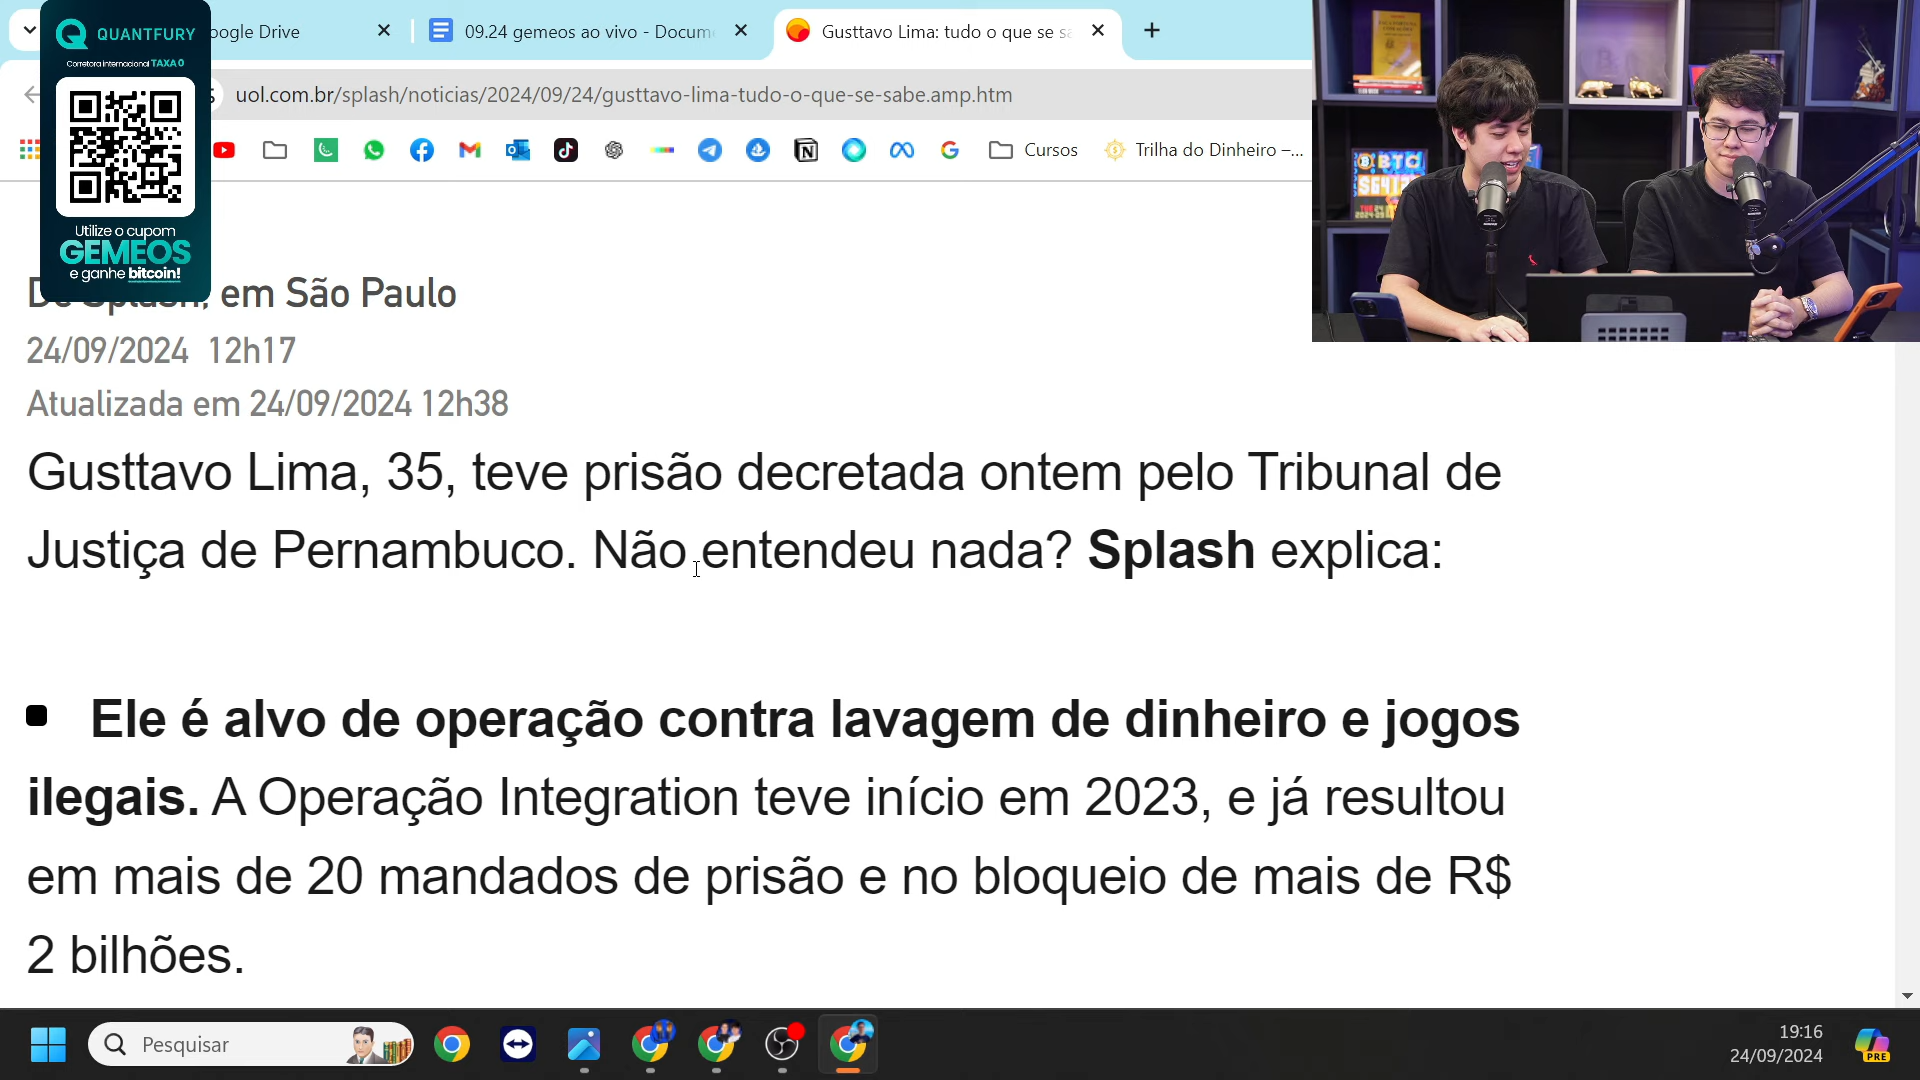 QUANTFURY
Corretora internacional TAXA 0
Utilize o cupom
GEMEOS
e ganhe bitcoin!
oogle Drive
09.24 gemeos ao vivo - Docum
Gusttavo Lima: tudo o que se sa
uol.com.br/splash/noticias/2024/09/24/gusttavo-lima-tudo-o-que-se-sabe.amp.htm
Cursos
Trilha do Dinheiro –...
BTC
De Splash, em São Paulo
24/09/2024 12h17
Atualizada em 24/09/2024 12h38
Gusttavo Lima, 35, teve prisão decretada ontem pelo Tribunal de
Justiça de Pernambuco. Não entendeu nada? Splash explica:
Ele é alvo de operação contra lavagem de dinheiro e jogos
ilegais. A Operação Integration teve início em 2023, e já resultou
em mais de 20 mandados de prisão e no bloqueio de mais de R$
2 bilhões.
Pesquisar
19:16
24/09/2024
PRE